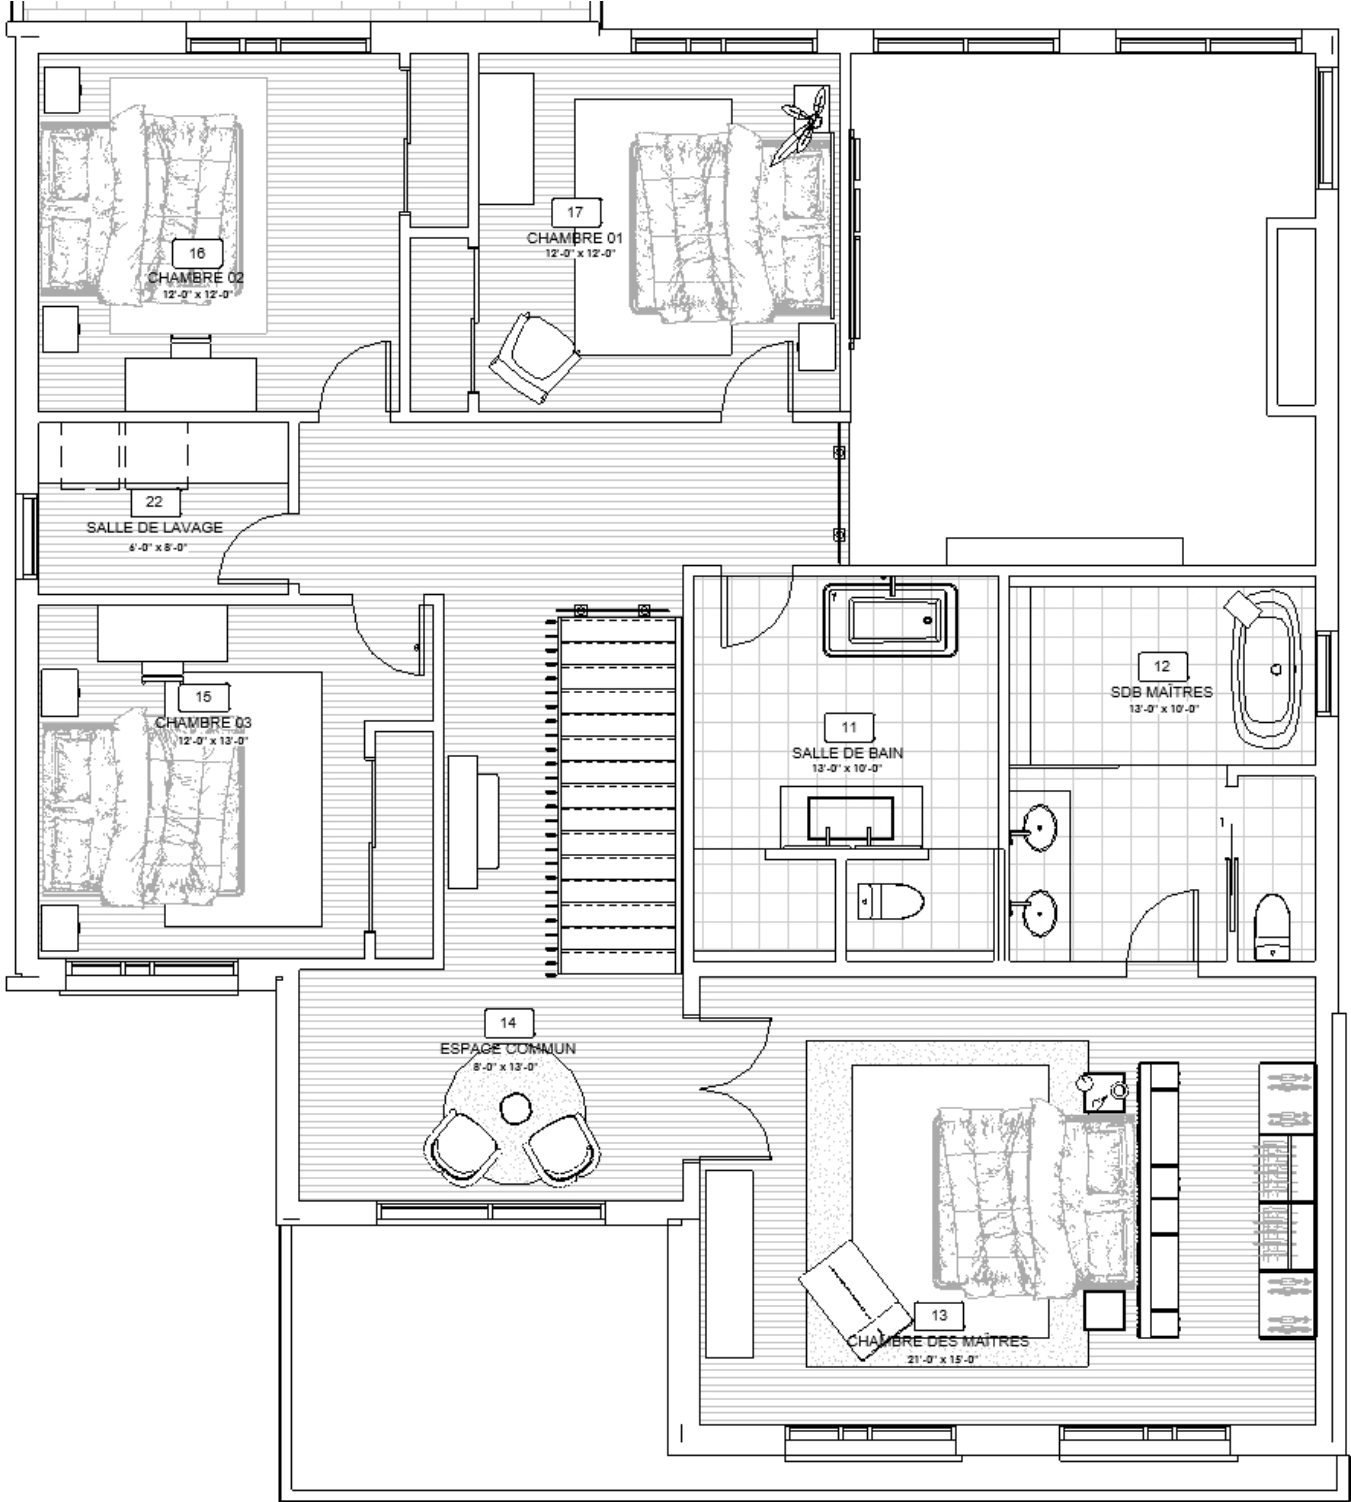 17
CHAMBRE 01
12'-0" x 12'-0"
16
CHAMBRE 02
12'-0" x 12'-0"
22
SALLE DE LAVAGE
6'-0" x 8'-0"
15
CHAMBRE 03
12'-0" x 13'-0"
12
SDB MAÎTRES
13'-0" x 10'-0"
11
SALLE DE BAIN
13'-0" x 10'-0"
14
ESPACE COMMUN
8'-0" x 13'-0"
13
CHAMBRE DES MAÎTRES
21'-0" x 15'-0"